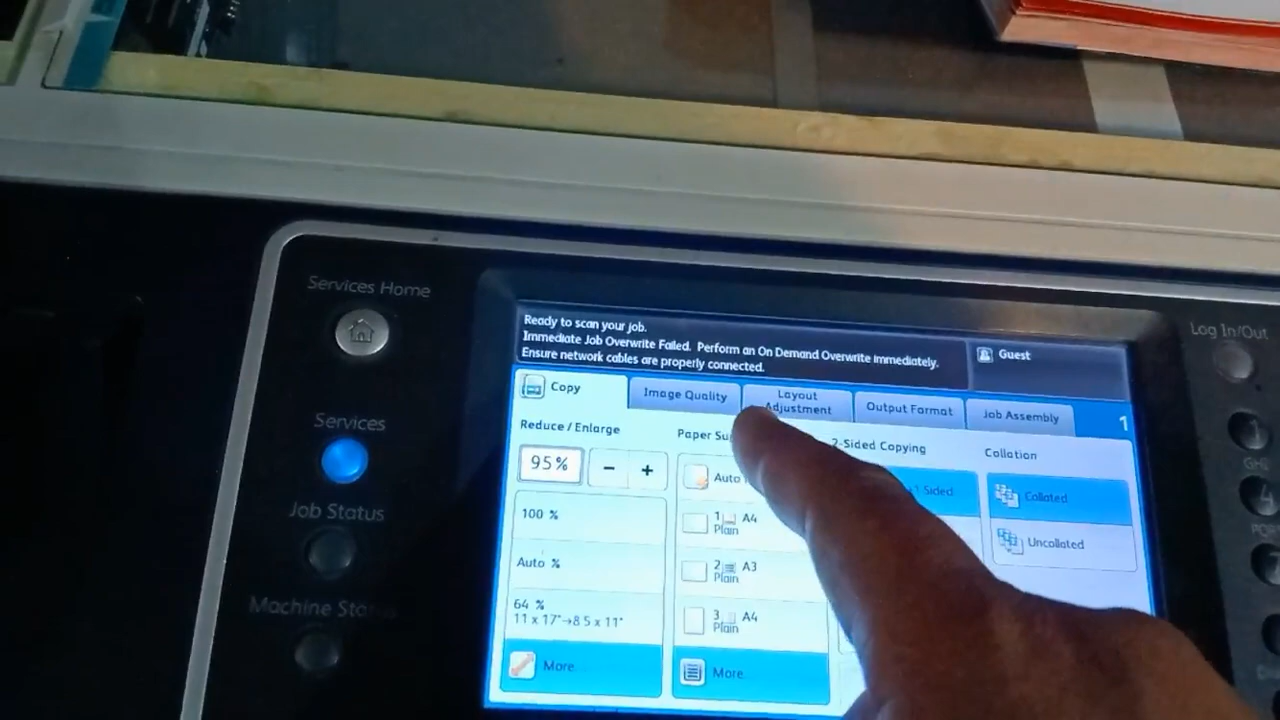 Services Home
Log In/Out
Ready to scan your job.
Immediate Job Overwrite Failed. Perform an On Demand Overwrite immediately.
Ensure network cables are properly connected.
Guest
Copy
Image Quality
Layout
Adjustment
Output Format
Job Assembly
1
Services
Reduce / Enlarge
Paper
2-Sided Copying
Collation
95%
- +
Auto
1 Sided
Collated
Job Status
GHI
100 %
1 A4
Plain
Uncollated
Auto %
2 A3
Plain
Machine
64 %
11 x 17"→8.5 x 11"
3 A4
Plain
More...
More...